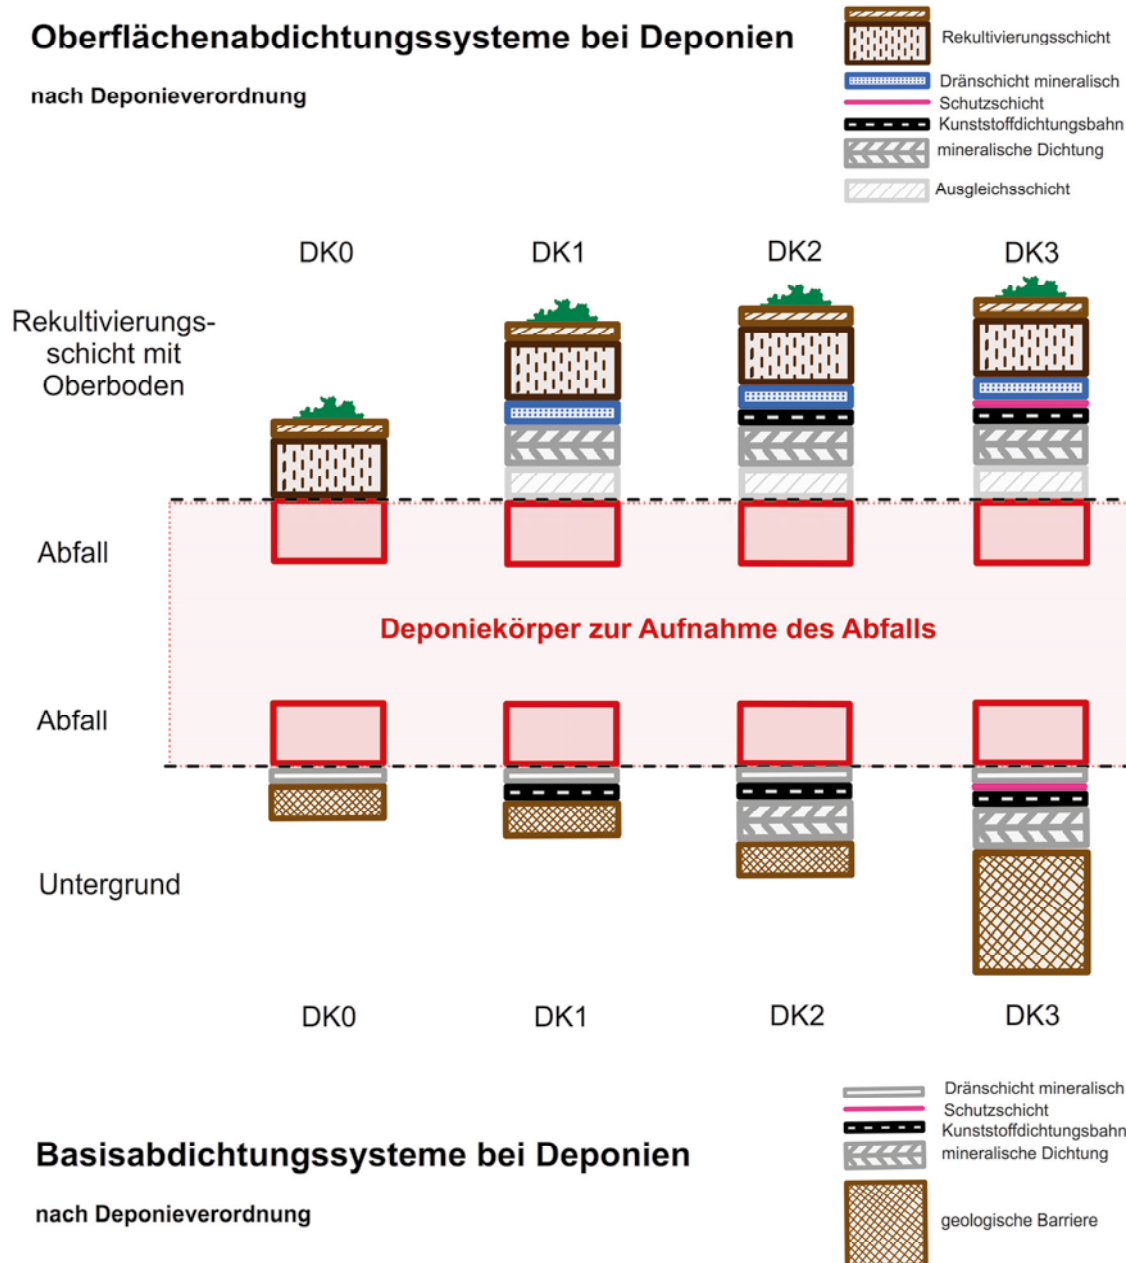 Oberflächenabdichtungssysteme bei Deponien
nach Deponieverordnung
Rekultivierungsschicht
Dränschicht mineralisch
Schutzschicht
Kunststoffdichtungsbahn
mineralische Dichtung
Ausgleichsschicht
DK0 DK1 DK2 DK3
Rekultivierungs-
schicht mit
Oberboden
Abfall
Deponiekörper zur Aufnahme des Abfalls
Abfall
Untergrund
DK0 DK1 DK2 DK3
Dränschicht mineralisch
Schutzschicht
Kunststoffdichtungsbahn
mineralische Dichtung
geologische Barriere
Basisabdichtungssysteme bei Deponien
nach Deponieverordnung